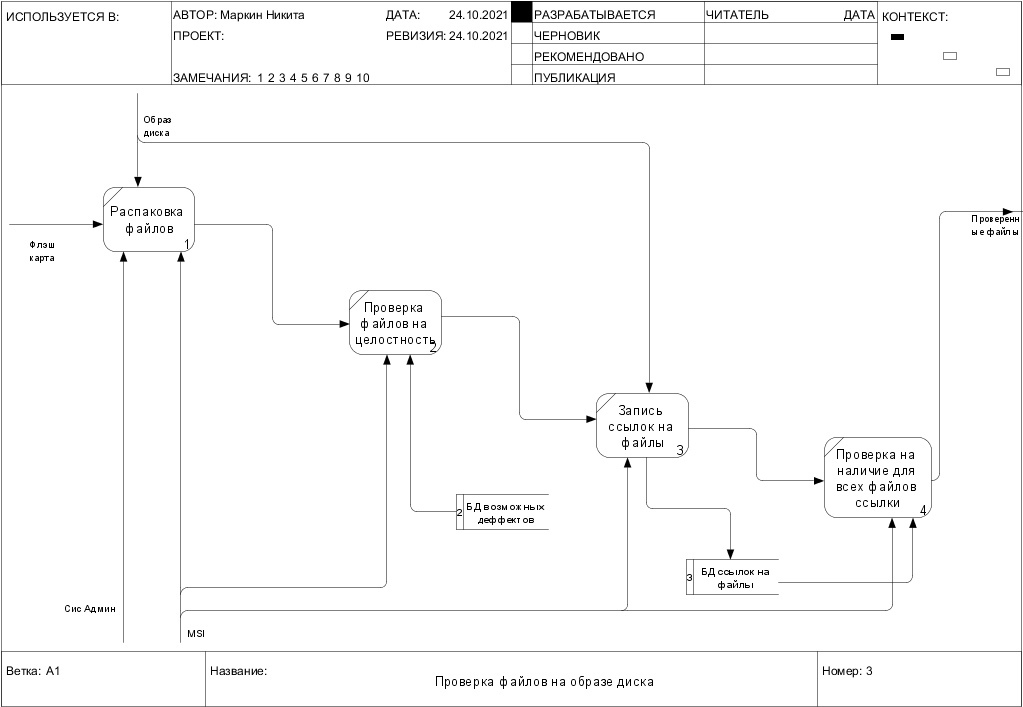 ИСПОЛЬЗУЕТСЯ В:
АВТОР: Маркин Никита
ДАТА: 24.10.2021
ПРОЕКТ:
РЕВИЗИЯ: 24.10.2021
ЗАМЕЧАНИЯ: 1 2 3 4 5 6 7 8 9 10
РАЗРАБАТЫВАЕТСЯ
ЧЕРНОВИК
РЕКОМЕНДОВАНО
ПУБЛИКАЦИЯ
ЧИТАТЕЛЬ
ДАТА
КОНТЕКСТ:
Образ
диска
Распаковка
файлов
1
Флэш
карта
Проверенн
ые файлы
Проверка
файлов на
целостность
2
Запись
ссылок на
файлы
3
Проверка на
наличие для
всех файлов
ссылки
4
2
БД возможных
деффектов
3
БД ссылок на
файлы
Сис Админ
MSI
Ветка: A1
Название:
Проверка файлов на образе диска
Номер: 3